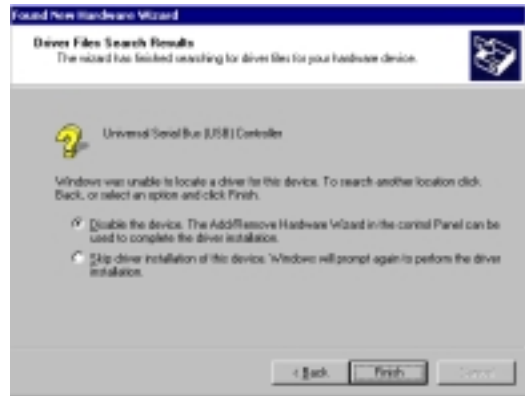 Found New Hardware Wizard
Driver Files Search Results
The wizard has finished searching for driver files for your hardware device.
Universal Serial Bus (USB) Controller
Windows was unable to locate a driver for this device. To search another location click
Back, or select an option and click Finish.
Disable the device. The Add/Remove Hardware Wizard in the control Panel can be
used to complete the driver installation.
Skip driver installation of this device. Windows will prompt again to perform the driver
installation.
< Back Finish Cancel